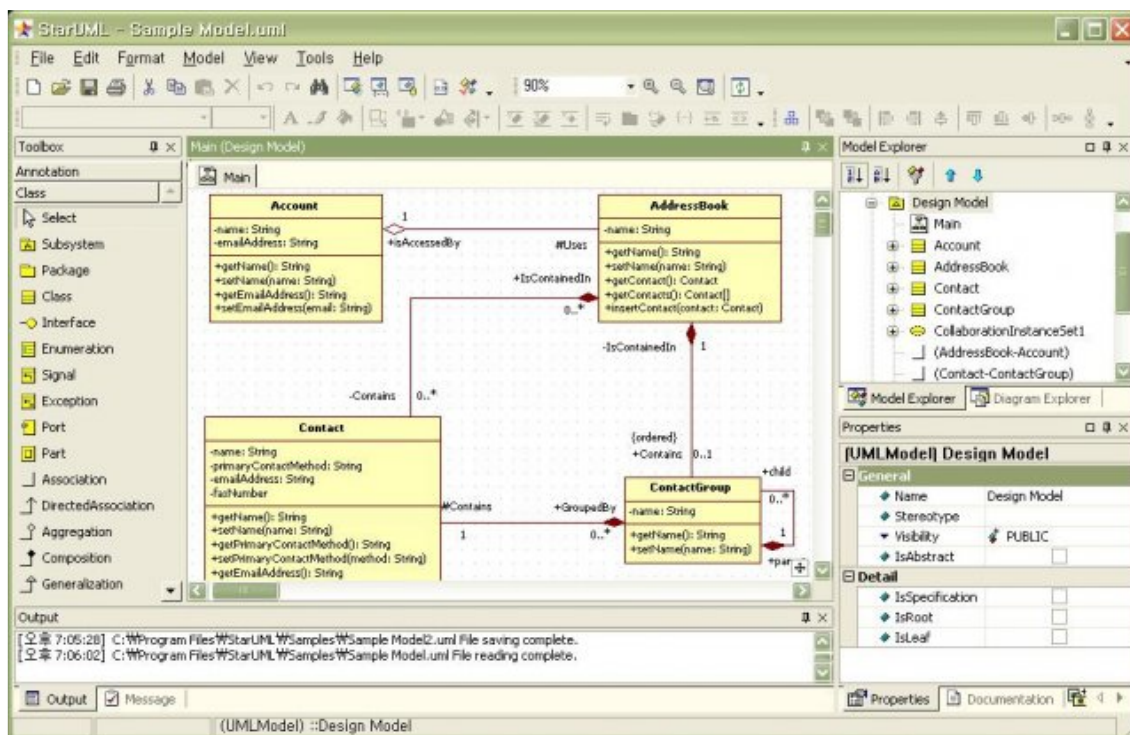 StarUML - Sample Model.uml
File Edit Format Model View Tools Help
90%
Toolbox
Annotation
Class
Select
Subsystem
Package
Class
Interface
Enumeration
Signal
Exception
Port
Part
Association
DirectedAssociation
Aggregation
Composition
Generalization
Main (Design Model)
Main
Account
-name: String
-emailAddress: String
+getName(): String
+setName(name: String)
+getEmailAddress(): String
+setEmailAddress(email: String)
1
+isAccessedBy
#Uses
AddressBook
-name: String
+getName(): String
+setName(name: String)
+getContact(): Contact
+getContacts(): Contact[]
+insertContact(contact: Contact)
+IsContainedIn
0..*
-IsContainedIn 1
-Contains 0..*
Contact
-name: String
-primaryContactMethod: String
-emailAddress: String
-faxNumber
+getName(): String
+setName(name: String)
+getPrimaryContactMethod(): String
+setPrimaryContactMethod(method: String)
+getEmailAddress(): String
#Contains
1
+GroupedBy
0..*
{ordered}
+Contains 0..1
ContactGroup
-name: String
+getName(): String
+setName(name: String)
+child
0..*
1
+par
Model Explorer
Design Model
Main
Account
AddressBook
Contact
ContactGroup
CollaborationInstanceSet1
(AddressBook-Account)
(Contact-ContactGroup)
Model Explorer Diagram Explorer
Properties
(UMLModel) Design Model
General
Name Design Model
Stereotype
Visibility PUBLIC
IsAbstract
Detail
IsSpecification
IsRoot
IsLeaf
Properties Documentation
Output
[오후 7:05:28] C:₩Program Files₩StarUML₩Samples₩Sample Model2.uml File saving complete.
[오후 7:06:02] C:₩Program Files₩StarUML₩Samples₩Sample Model.uml File reading complete.
Output Message
(UMLModel) ::Design Model